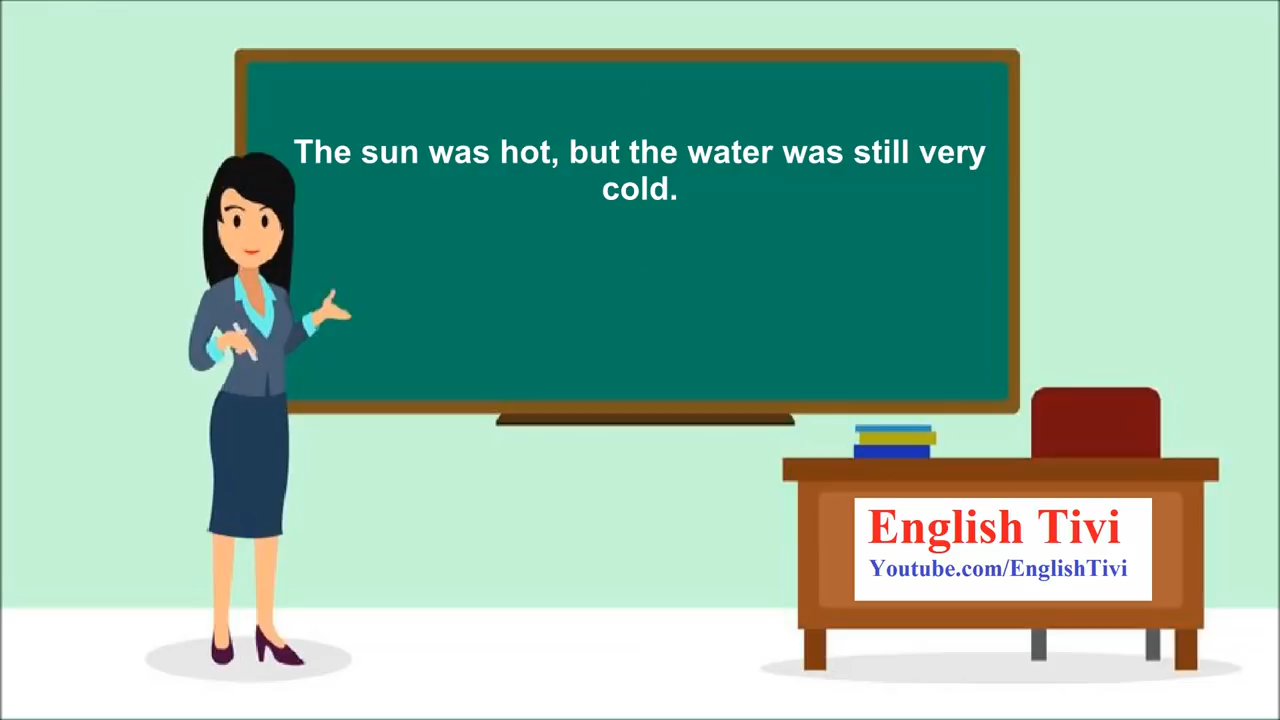 The sun was hot, but the water was still very
cold.
English Tivi
Youtube.com/EnglishTivi